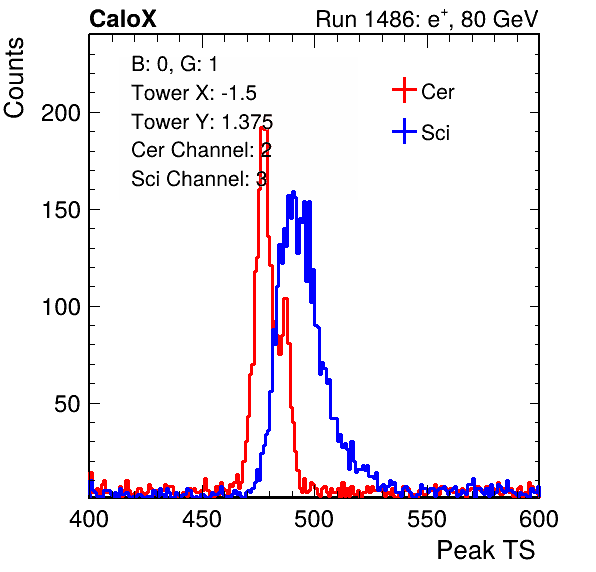 CaloX Run 1486: e⁺, 80 GeV
Counts
B: 0, G: 1
Tower X: -1.5
Tower Y: 1.375
Cer Channel: 2
Sci Channel: 3
Cer
Sci
200
150
100
50
400 450 500 550 600
Peak TS